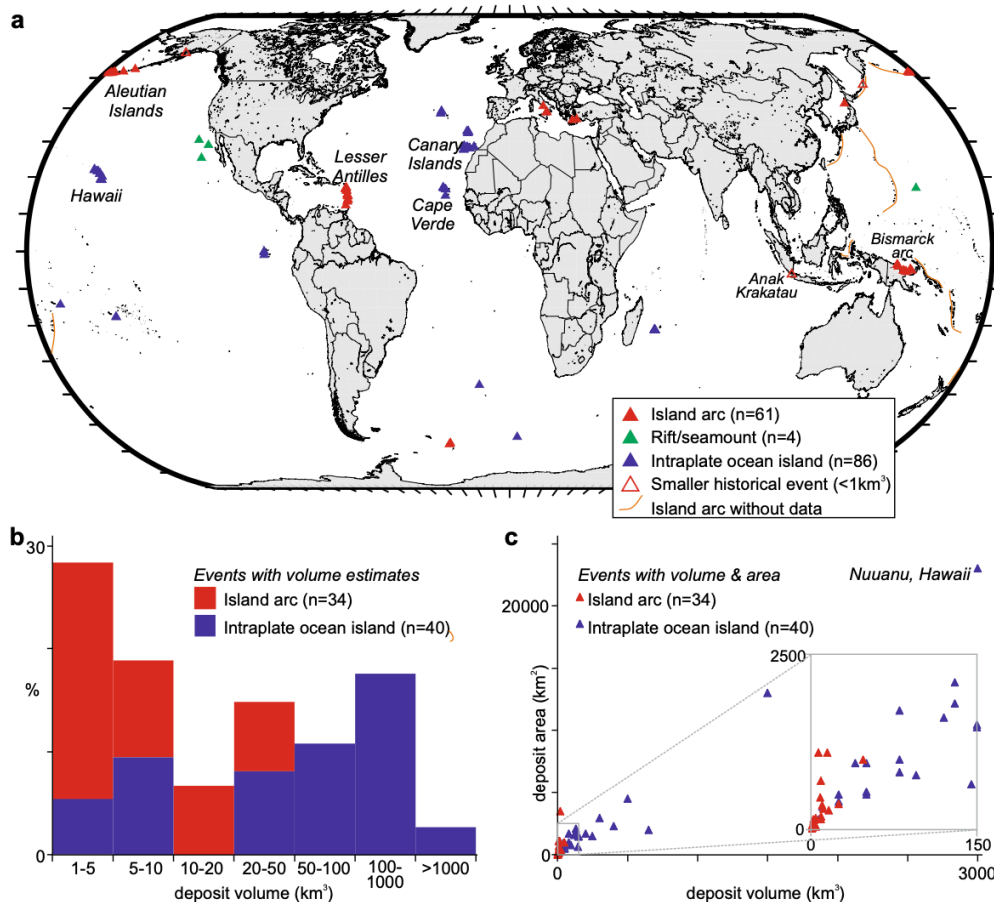 a
Aleutian
Islands
Hawaii
Lesser
Antilles
Canary
Islands
Cape
Verde
Anak
Krakatau
Bismarck
arc
Island arc (n=61)
Rift/seamount (n=4)
Intraplate ocean island (n=86)
Smaller historical event (<1km³)
Island arc without data
b
30
%
0
Events with volume estimates
Island arc (n=34)
Intraplate ocean island (n=40)
1-5
5-10
10-20
20-50
50-100
100-
1000
>1000
deposit volume (km³)
c
20000
0
deposit area (km²)
Events with volume & area
Island arc (n=34)
Intraplate ocean island (n=40)
Nuuanu, Hawaii
2500
0
0
150
0
3000
deposit volume (km³)